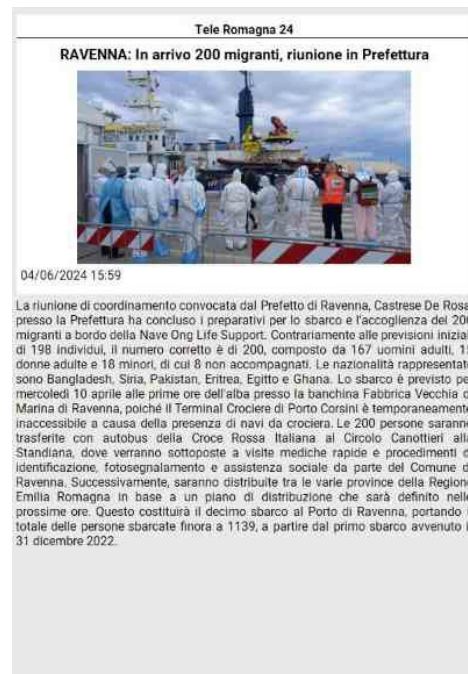 Tele Romagna 24
RAVENNA: In arrivo 200 migranti, riunione in Prefettura
04/06/2024 15:59
La riunione di coordinamento convocata dal Prefetto di Ravenna, Castrese De Rosa
presso la Prefettura ha concluso i preparativi per lo sbarco e l'accoglienza dei 200
migranti a bordo della Nave Ong Life Support. Contrariamente alle previsioni inizial
di 198 individui, il numero corretto è di 200, composto da 167 uomini adulti, 15
donne adulte e 18 minori, di cui 8 non accompagnati. Le nazionalità rappresentate
sono Bangladesh, Siria, Pakistan, Eritrea, Egitto e Ghana. Lo sbarco è previsto pe
mercoledì 10 aprile alle prime ore dell'alba presso la banchina Fabbrica Vecchia d
Marina di Ravenna, poiché il Terminal Crociere di Porto Corsini è temporaneamente
inaccessibile a causa della presenza di navi da crociera. Le 200 persone saranno
trasferite con autobus della Croce Rossa Italiana al Circolo Canottieri alla
Standiana, dove verranno sottoposte a visite mediche rapide e procedimenti d
identificazione, fotosegnalamento e assistenza sociale da parte del Comune d
Ravenna. Successivamente, saranno distribuite tra le varie province della Regione
Emilia Romagna in base a un piano di distribuzione che sarà definito nelle
prossime ore. Questo costituirà il decimo sbarco al Porto di Ravenna, portando i
totale delle persone sbarcate finora a 1139, a partire dal primo sbarco avvenuto i
31 dicembre 2022.